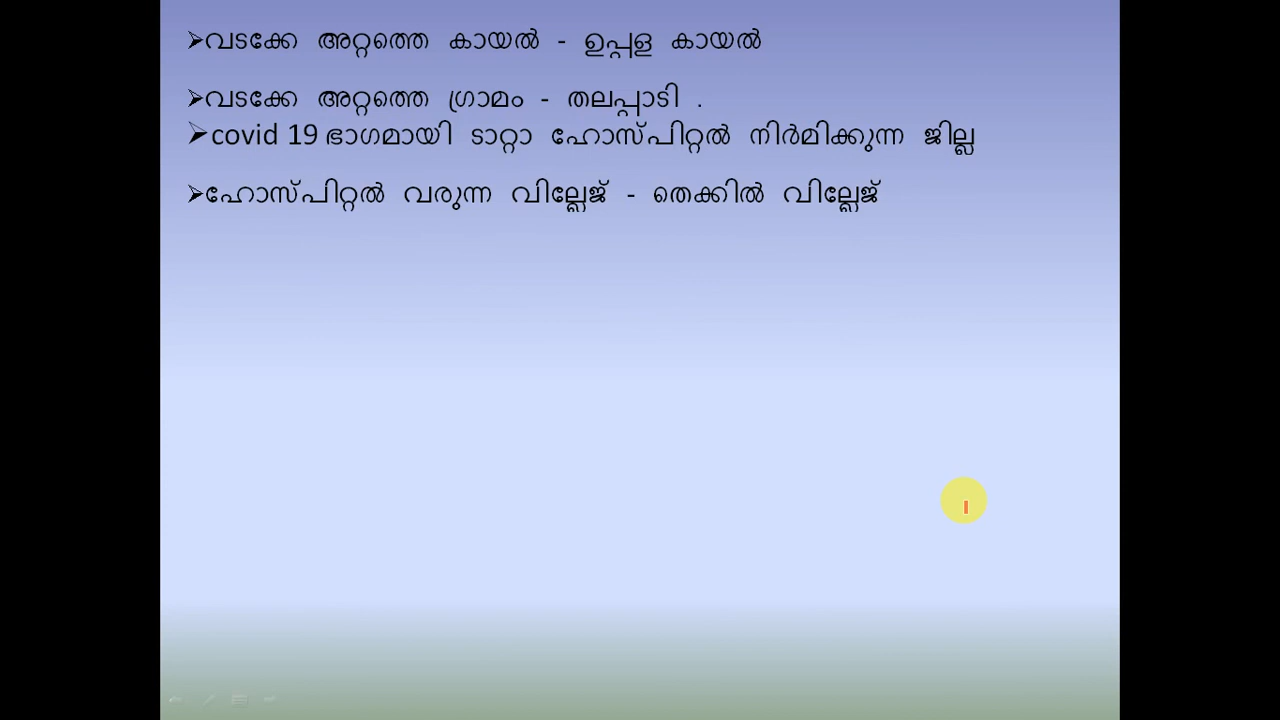 ➢വടക്കേ അറ്റത്തെ കായൽ - ഉപ്പള കായൽ
➢വടക്കേ അറ്റത്തെ ഗ്രാമം - തലപ്പാടി .
➢covid 19 ഭാഗമായി ടാറ്റാ ഹോസ്പിറ്റൽ നിർമിക്കുന്ന ജില്ല
➢ഹോസ്പിറ്റൽ വരുന്ന വില്ലേജ് - തെക്കിൽ വില്ലേജ്